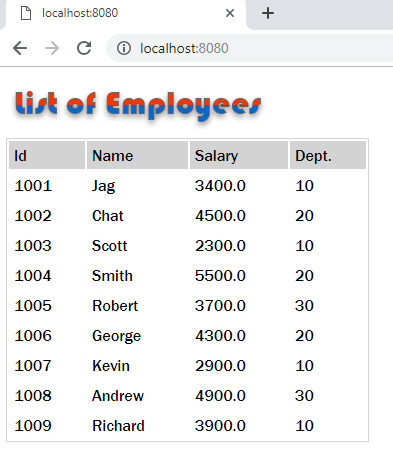 localhost:8080
localhost:8080
List of Employees
Id Name Salary Dept.
1001 Jag 3400.0 10
1002 Chat 4500.0 20
1003 Scott 2300.0 10
1004 Smith 5500.0 20
1005 Robert 3700.0 30
1006 George 4300.0 20
1007 Kevin 2900.0 10
1008 Andrew 4900.0 30
1009 Richard 3900.0 10